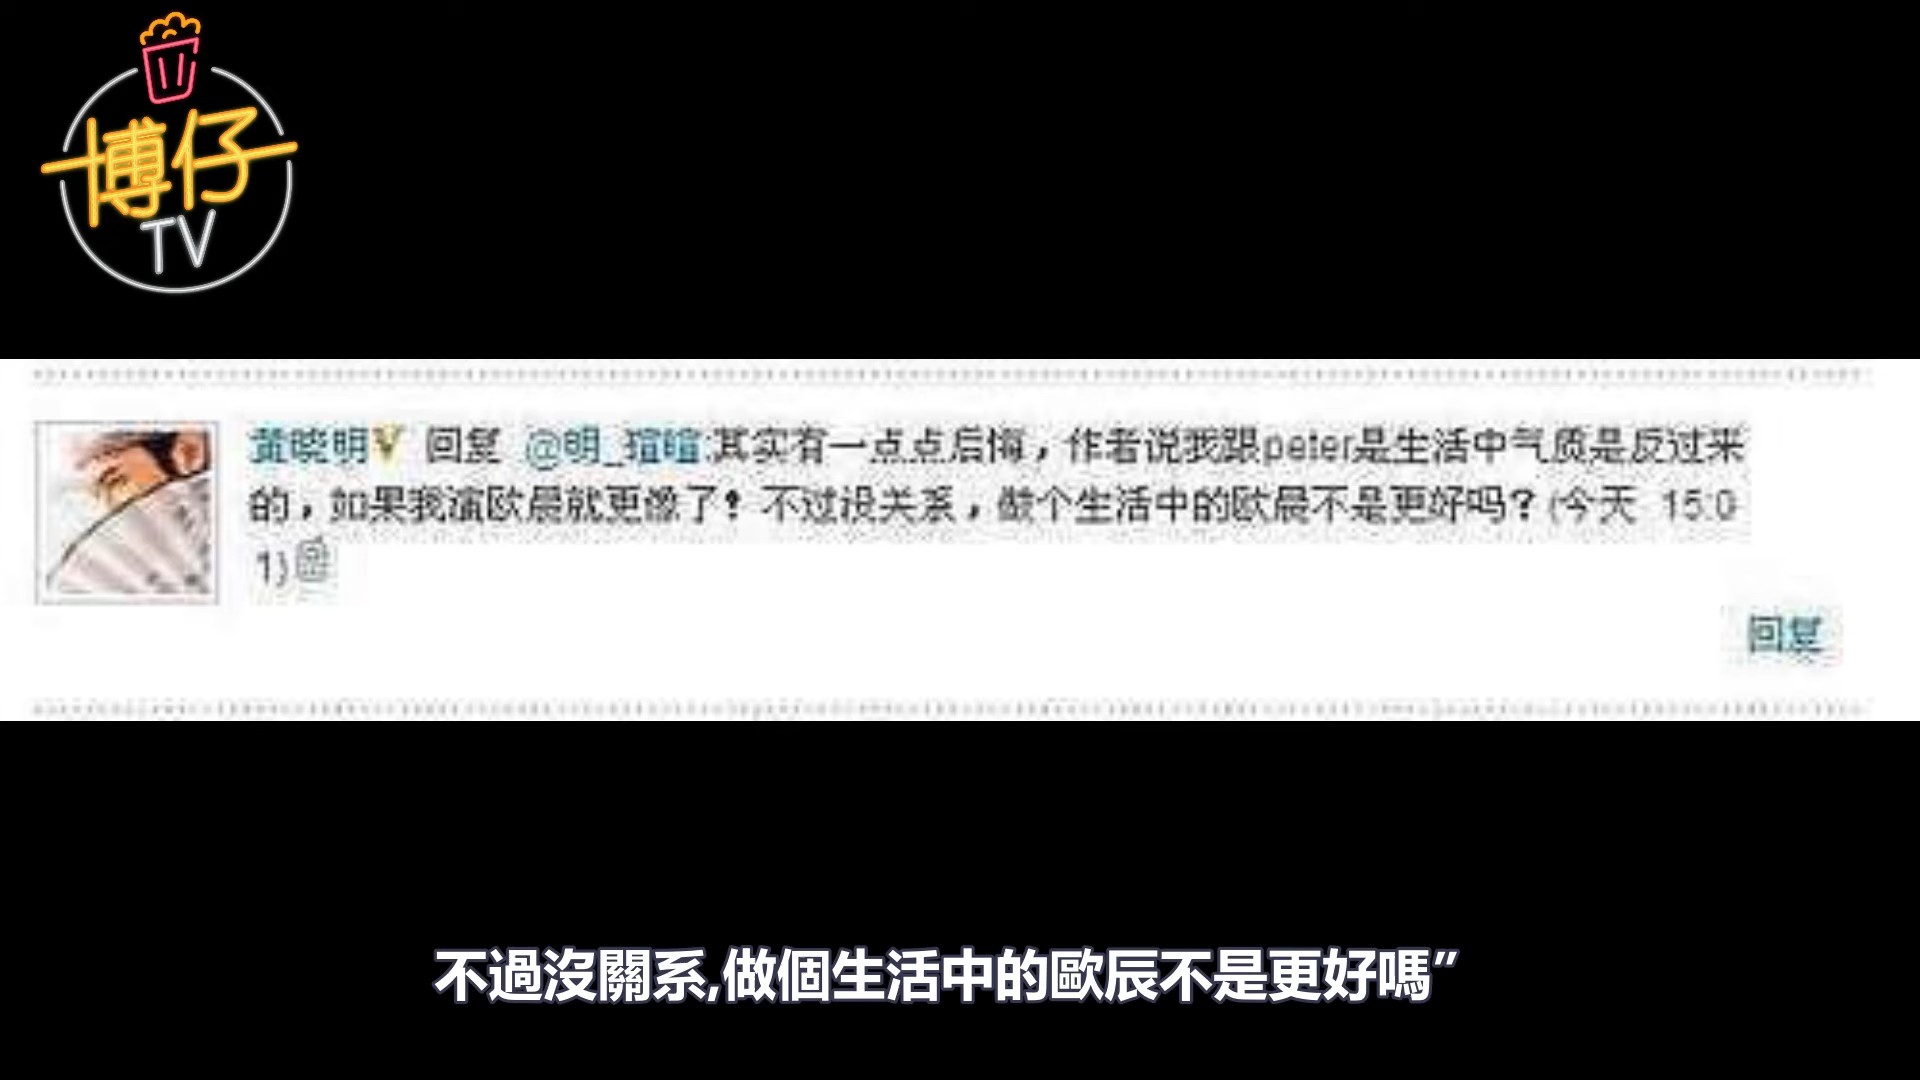 博仔
TV
黄晓明V 回复 @明_瑄暄:其实有一点点后悔，作者说我跟peter是生活中气质是反过来
的，如果我演欧晨就更像了！不过没关系，做个生活中的欧晨不是更好吗？(今天 15:0
1)
回复
不過沒關系,做個生活中的歐辰不是更好嗎”